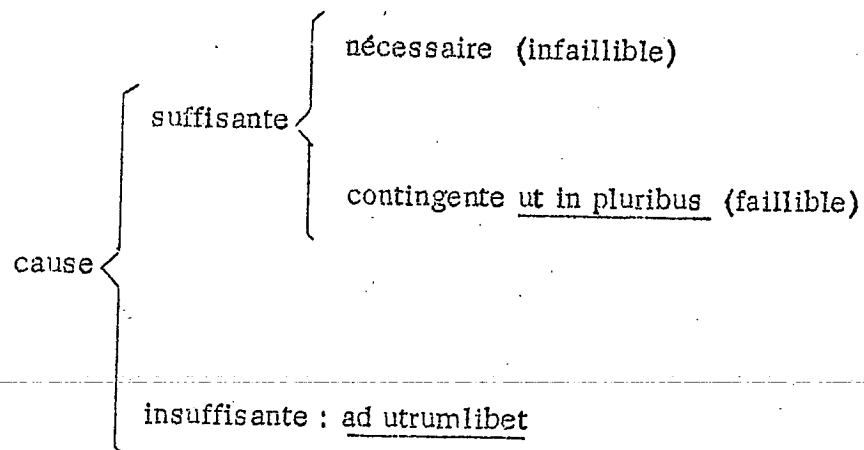 nécessaire (infaillible)
suffisante
contingente ut in pluribus (faillible)
cause
insuffisante : ad utrumlibet